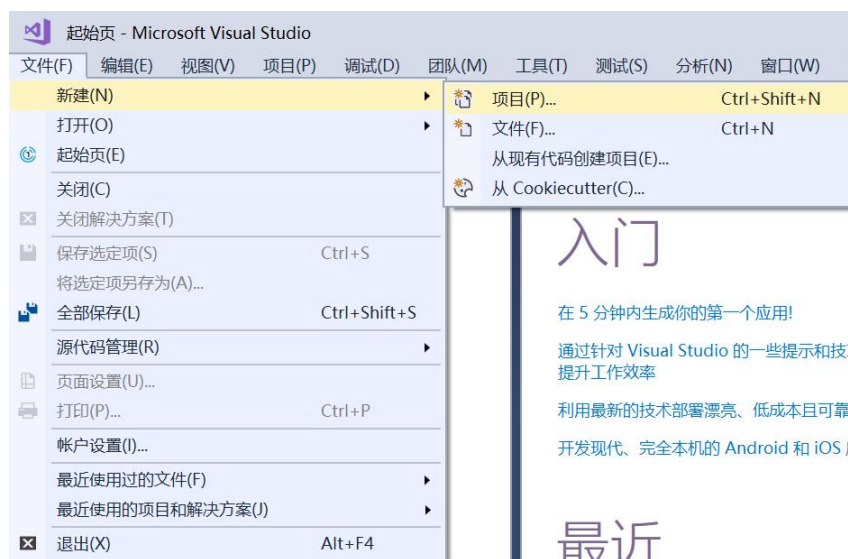 起始页 - Microsoft Visual Studio
文件(F) 编辑(E) 视图(V) 项目(P) 调试(D) 团队(M) 工具(T) 测试(S) 分析(N) 窗口(W)
新建(N)
打开(O)
起始页(E)
关闭(C)
关闭解决方案(T)
保存选定项(S) Ctrl+S
将选定项另存为(A)...
全部保存(L) Ctrl+Shift+S
源代码管理(R)
页面设置(U)...
打印(P)... Ctrl+P
帐户设置(I)...
最近使用过的文件(F)
最近使用的项目和解决方案(J)
退出(X) Alt+F4
项目(P)... Ctrl+Shift+N
文件(F)... Ctrl+N
从现有代码创建项目(E)...
从 Cookiecutter(C)...
入门
在 5 分钟内生成你的第一个应用!
通过针对 Visual Studio 的一些提示和技
提升工作效率
利用最新的技术部署漂亮、低成本且可靠
开发现代、完全本机的 Android 和 iOS
最近